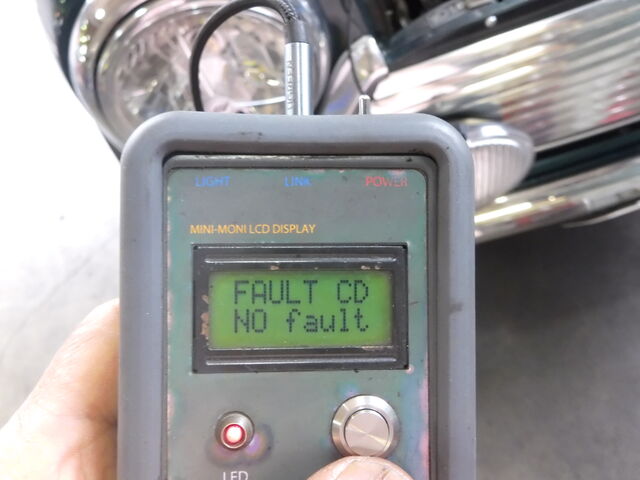 LIGHT LINK POWER
MINI-MONI LCD DISPLAY
FAULT CD
NO fault
LED